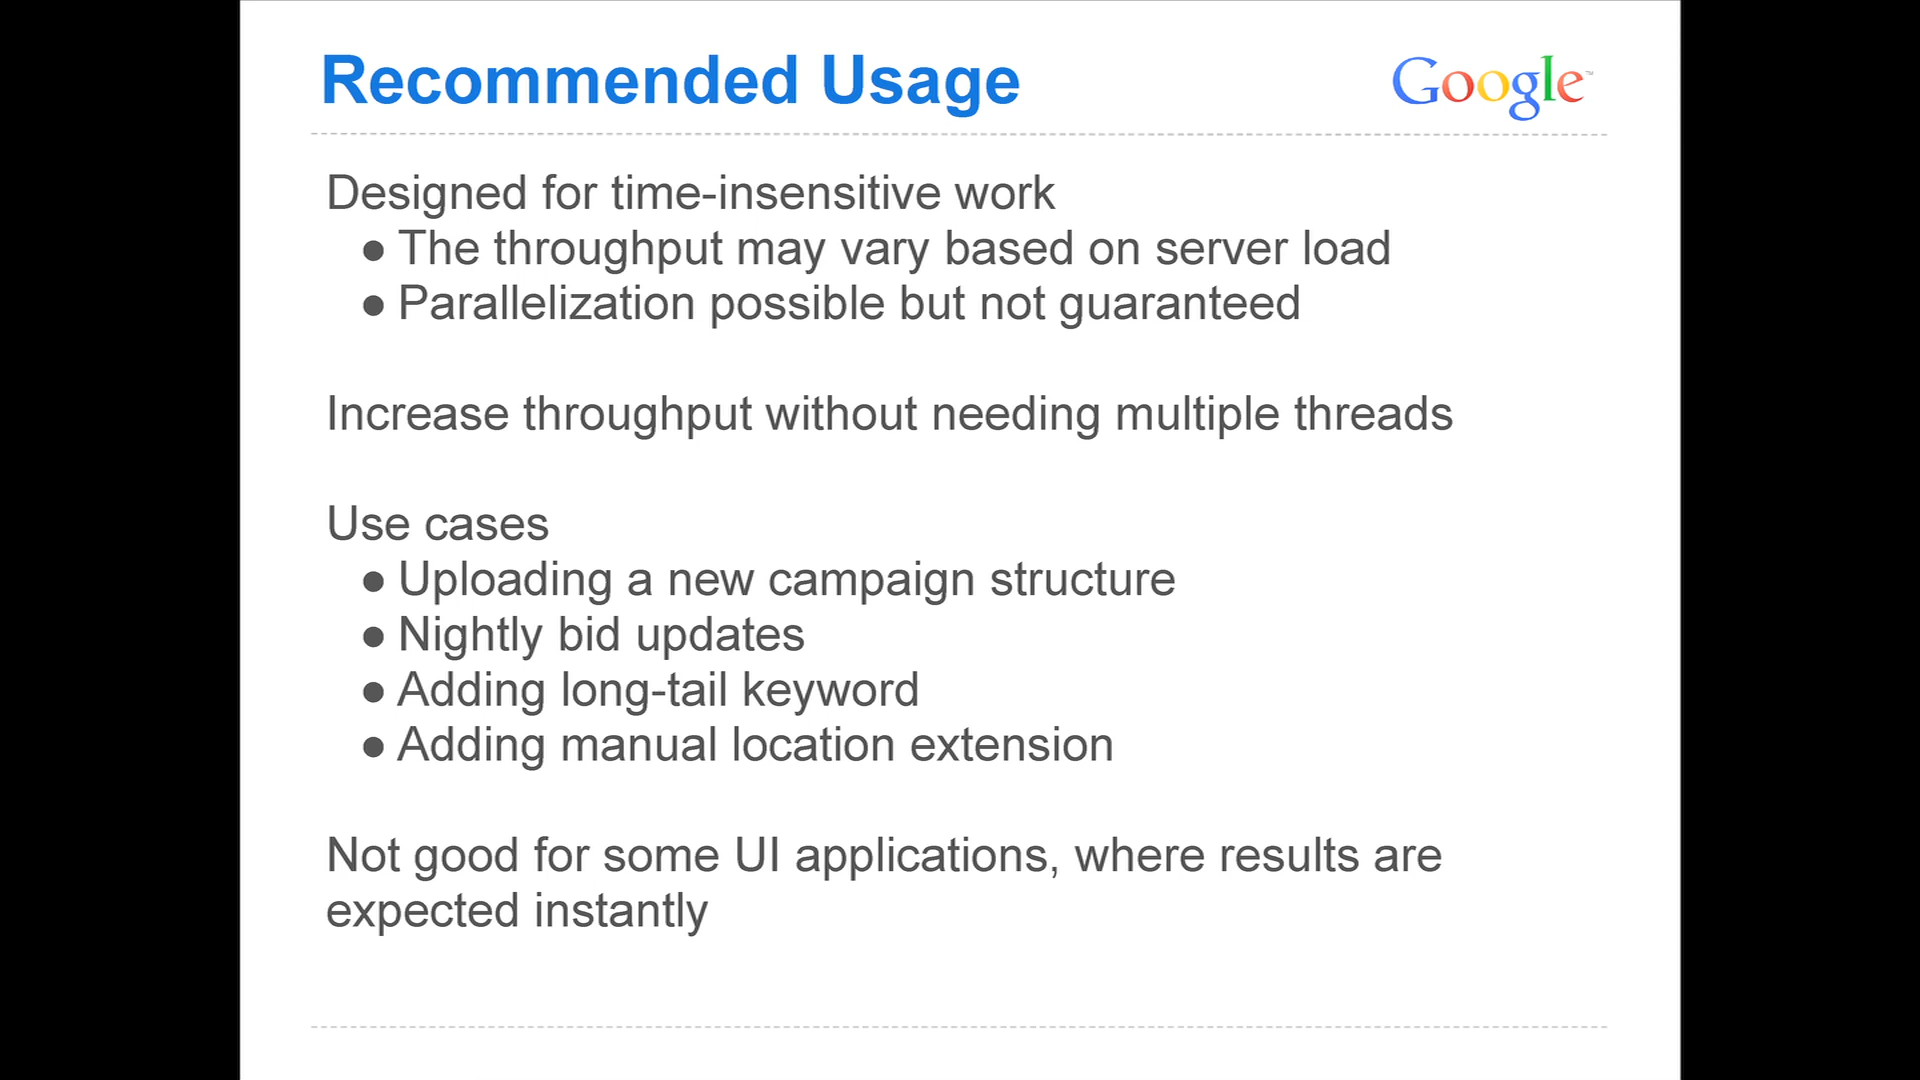 Recommended Usage
Google™
Designed for time-insensitive work
● The throughput may vary based on server load
● Parallelization possible but not guaranteed
Increase throughput without needing multiple threads
Use cases
● Uploading a new campaign structure
● Nightly bid updates
● Adding long-tail keyword
● Adding manual location extension
Not good for some UI applications, where results are
expected instantly